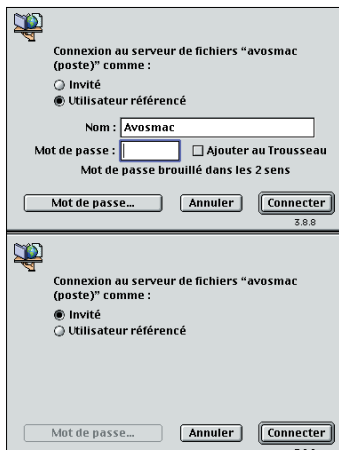 Connexion au serveur de fichiers “avosmac
(poste)” comme :
Invité
Utilisateur référencé
Nom : Avosmac
Mot de passe : Ajouter au Trousseau
Mot de passe brouillé dans les 2 sens
Mot de passe... Annuler Connecter
3.8.8
Connexion au serveur de fichiers “avosmac
(poste)” comme :
Invité
Utilisateur référencé
Mot de passe... Annuler Connecter